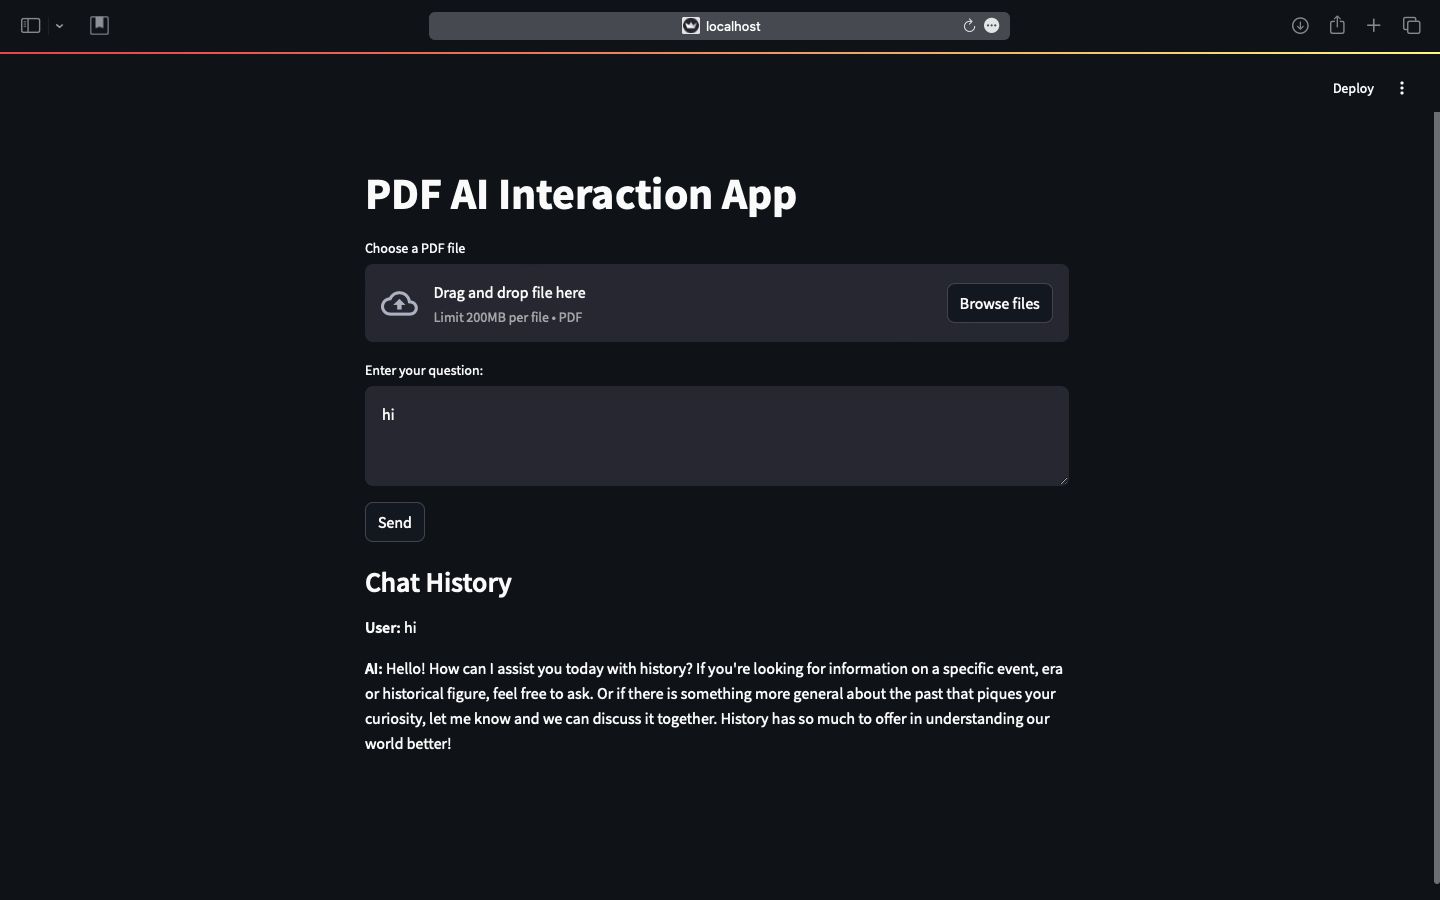 localhost
Deploy
PDF AI Interaction App
Choose a PDF file
Drag and drop file here
Limit 200MB per file • PDF
Browse files
Enter your question:
hi
Send
Chat History
User: hi
AI: Hello! How can I assist you today with history? If you're looking for information on a specific event, era
or historical figure, feel free to ask. Or if there is something more general about the past that piques your
curiosity, let me know and we can discuss it together. History has so much to offer in understanding our
world better!